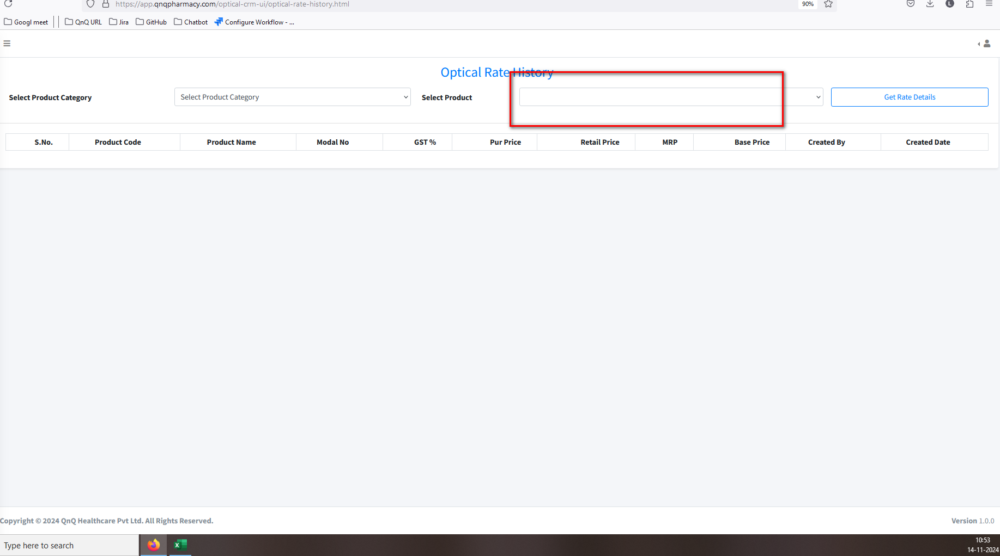 https://app.qnqpharmacy.com/optical-crm-ui/optical-rate-history.html 90% L
Googl meet QnQ URL Jira GitHub Chatbot Configure Workflow - ...
Optical Rate History
Select Product Category Select Product Category Select Product Get Rate Details
S.No. Product Code Product Name Modal No GST % Pur Price Retail Price MRP Base Price Created By Created Date
Copyright © 2024 QnQ Healthcare Pvt Ltd. All Rights Reserved. Version 1.0.0
Type here to search X 10:53
14-11-2024